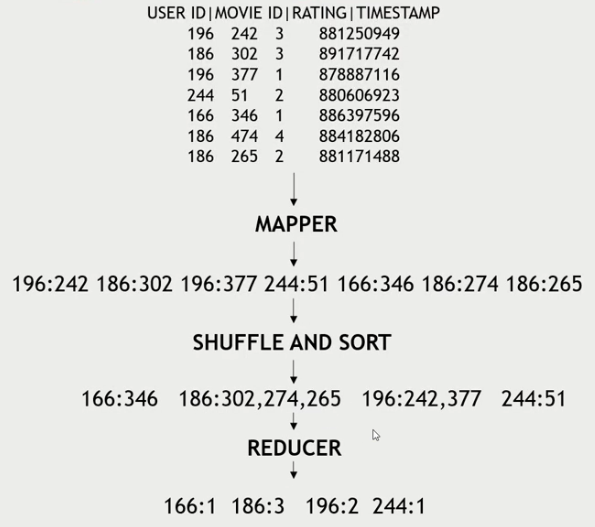 USER ID|MOVIE ID|RATING|TIMESTAMP
196 242 3 881250949
186 302 3 891717742
196 377 1 878887116
244 51 2 880606923
166 346 1 886397596
186 474 4 884182806
186 265 2 881171488
MAPPER
196:242 186:302 196:377 244:51 166:346 186:274 186:265
SHUFFLE AND SORT
166:346 186:302,274,265 196:242,377 244:51
REDUCER
166:1 186:3 196:2 244:1